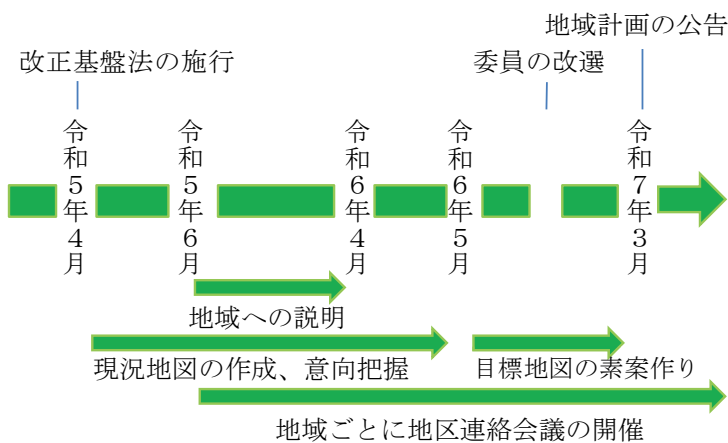 地域計画の公告
改正基盤法の施行
委員の改選
令和５年４月
令和５年６月
令和６年４月
令和６年５月
令和７年３月
地域への説明
現況地図の作成、意向把握
目標地図の素案作り
地域ごとに地区連絡会議の開催